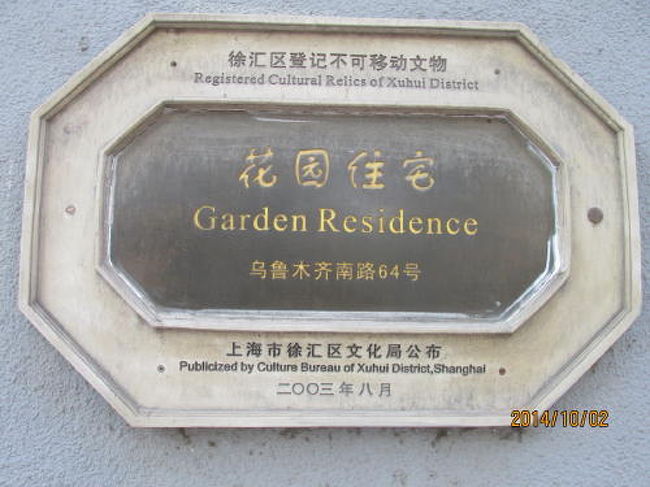 徐汇区登记不可移动文物
Registered Cultural Relics of Xuhui District
花园住宅
Garden Residence
乌鲁木齐南路64号
上海市徐汇区文化局公布
Publicized by Culture Bureau of Xuhui District,Shanghai
二〇〇三年八月
2014/10/02